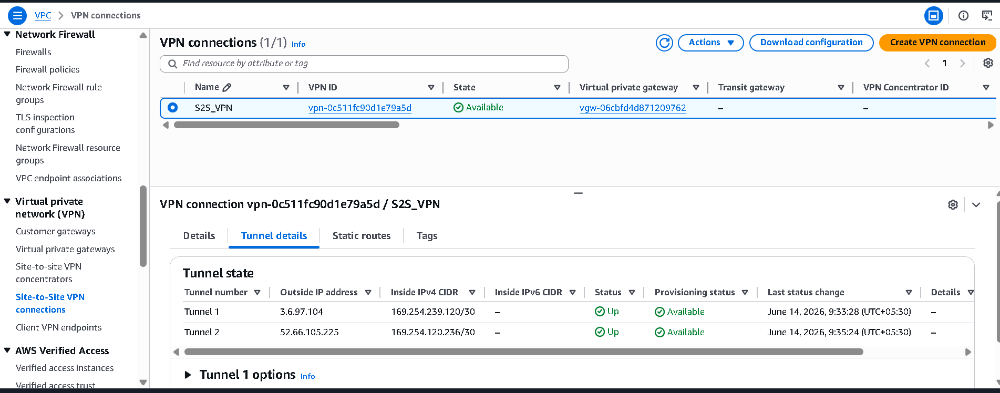 VPC > VPN connections
Network Firewall
Firewalls
Firewall policies
Network Firewall rule
groups
TLS inspection
configurations
Network Firewall resource
groups
VPC endpoint associations
Virtual private
network (VPN)
Customer gateways
Virtual private gateways
Site-to-site VPN
concentrators
Site-to-Site VPN
connections
Client VPN endpoints
AWS Verified Access
Verified access instances
Verified access trust
VPN connections (1/1) Info
Actions
Download configuration
Create VPN connection
Find resource by attribute or tag
1
Name VPN ID State Virtual private gateway Transit gateway VPN Concentrator ID
S2S_VPN vpn-0c511fc90d1e79a5d Available vgw-06cbfd4d871209762 – –
VPN connection vpn-0c511fc90d1e79a5d / S2S_VPN
Details Tunnel details Static routes Tags
Tunnel state
Tunnel number Outside IP address Inside IPv4 CIDR Inside IPv6 CIDR Status Provisioning status Last status change Details
Tunnel 1 3.6.97.104 169.254.239.120/30 – Up Available June 14, 2026, 9:33:28 (UTC+05:30) –
Tunnel 2 52.66.105.225 169.254.120.236/30 – Up Available June 14, 2026, 9:35:24 (UTC+05:30) –
Tunnel 1 options Info